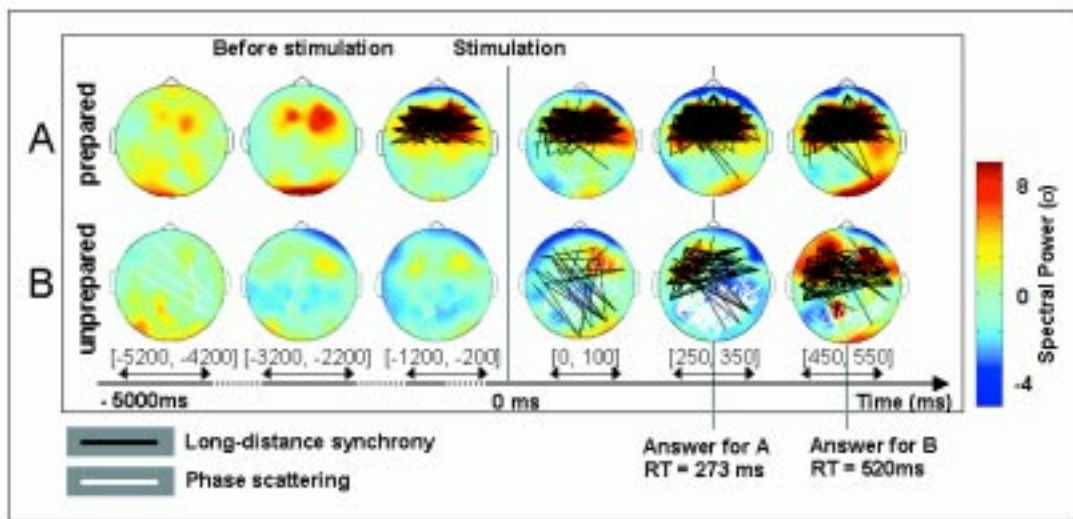 Before stimulation Stimulation
A prepared
8
0
-4
Spectral Power (σ)
B unprepared
[-5200, -4200] [-3200, -2200] [-1200, -200] [0, 100] [250, 350] [450, 550]
- 5000ms 0 ms Time (ms)
Long-distance synchrony
Phase scattering
Answer for A
RT = 273 ms
Answer for B
RT = 520ms